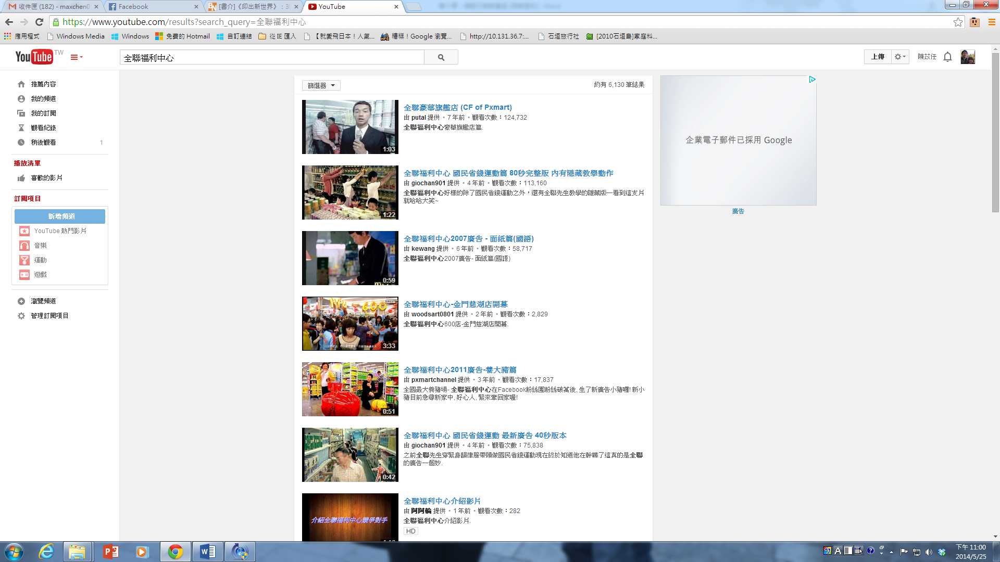 收件匣 (182) - maxchen0
Facebook
[書介]《印出新世界》：3
YouTube
https://www.youtube.com/results?search_query=全聯福利中心
應用程式
Windows Media
Windows
免費的 Hotmail
自訂連結
從 IE 匯入
【就愛飛日本！人氣...
糟糕！Google 瀏覽...
http://10.131.36.7:...
石垣旅行社
[2010石垣島]家庭料...
YouTube TW
全聯福利中心
上傳
陳苡任
推薦內容
我的頻道
我的訂閱
觀看紀錄
稍後觀看 1
播放清單
喜歡的影片
訂閱項目
新增頻道
YouTube 熱門影片
音樂
運動
遊戲
瀏覽頻道
管理訂閱項目
篩選器
約有 6,130 筆結果
全聯豪華旗艦店 (CF of Pxmart)
由 putal 提供 • 7 年前 • 觀看次數：124,732
全聯福利中心豪華旗艦店篇.
1:03
全聯福利中心 國民省錢運動篇 80秒完整版 內有隱藏教學動作
由 giochan901 提供 • 4 年前 • 觀看次數：113,160
全聯福利中心好樣的除了國民省錢運動之外，還有全聯先生教學的隱藏版一看到這支片
就哈哈大笑~
1:22
全聯福利中心2007廣告 - 面紙篇(國語)
由 kewang 提供 • 6 年前 • 觀看次數：58,717
全聯福利中心2007廣告- 面紙篇(國語)
0:59
全聯福利中心-金門慈湖店開幕
由 woodsart0801 提供 • 2 年前 • 觀看次數：2,829
全聯福利中心600店-金門慈湖店開幕.
600
3:33
全聯福利中心2011廣告-養大豬篇
由 pxmartchannel 提供 • 3 年前 • 觀看次數：17,837
全國最大養豬場- 全聯福利中心在Facebook粉絲團粉絲破萬後, 生了新廣告小豬囉! 新小
豬目前急尋新家中, 好心人, 緊來牽回家喔!
0:51
全聯福利中心 國民省錢運動 最新廣告 40秒版本
由 giochan901 提供 • 4 年前 • 觀看次數：75,838
之前全聯先生穿緊身韻律服帶頭做國民省錢運動現在終於知道他在幹嘛了這真的是全聯
的廣告一個妙.
0:42
全聯福利中心介紹影片
由 阿阿輪 提供 • 1 年前 • 觀看次數：282
全聯福利中心介紹影片.
HD
介紹全聯福利中心競爭對手
企業電子郵件已採用 Google
廣告
下午 11:00
2014/5/25